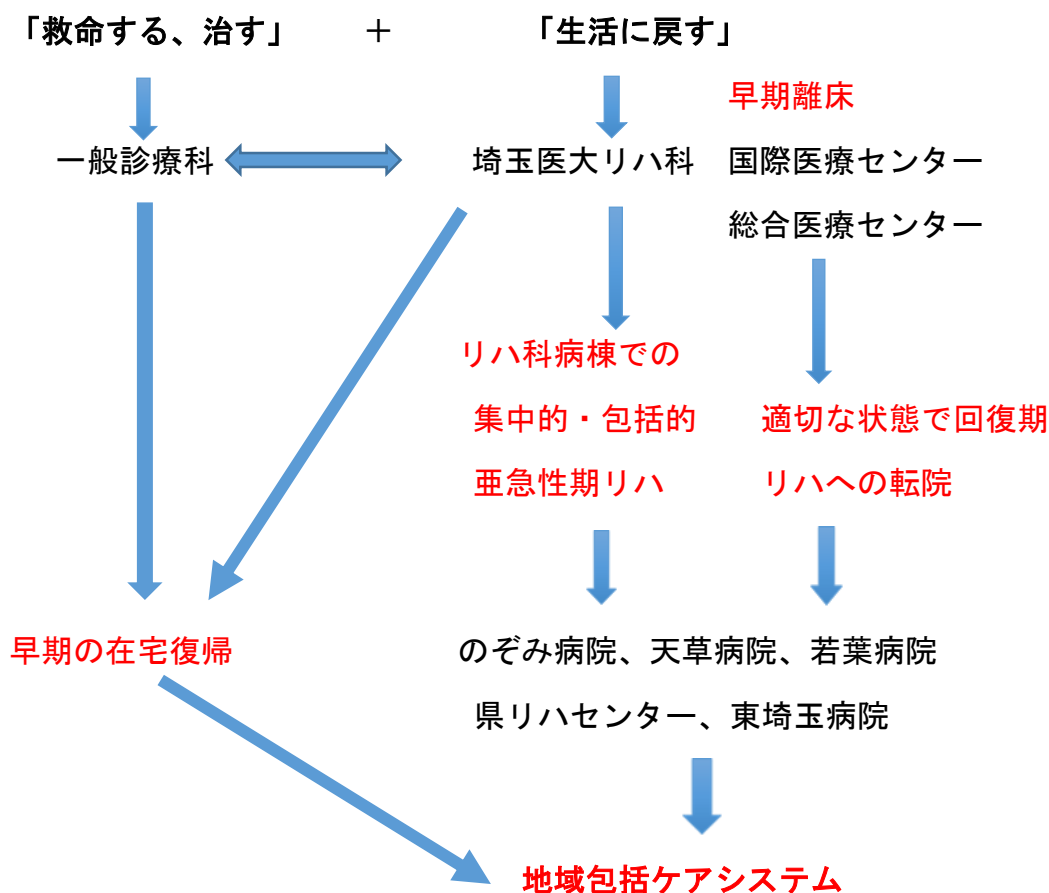 「救命する、治す」 + 「生活に戻す」
早期離床
一般診療科 埼玉医大リハ科 国際医療センター
総合医療センター
リハ科病棟での
集中的・包括的 適切な状態で回復期
亜急性期リハ リハへの転院
早期の在宅復帰 のぞみ病院、天草病院、若葉病院
県リハセンター、東埼玉病院
地域包括ケアシステム